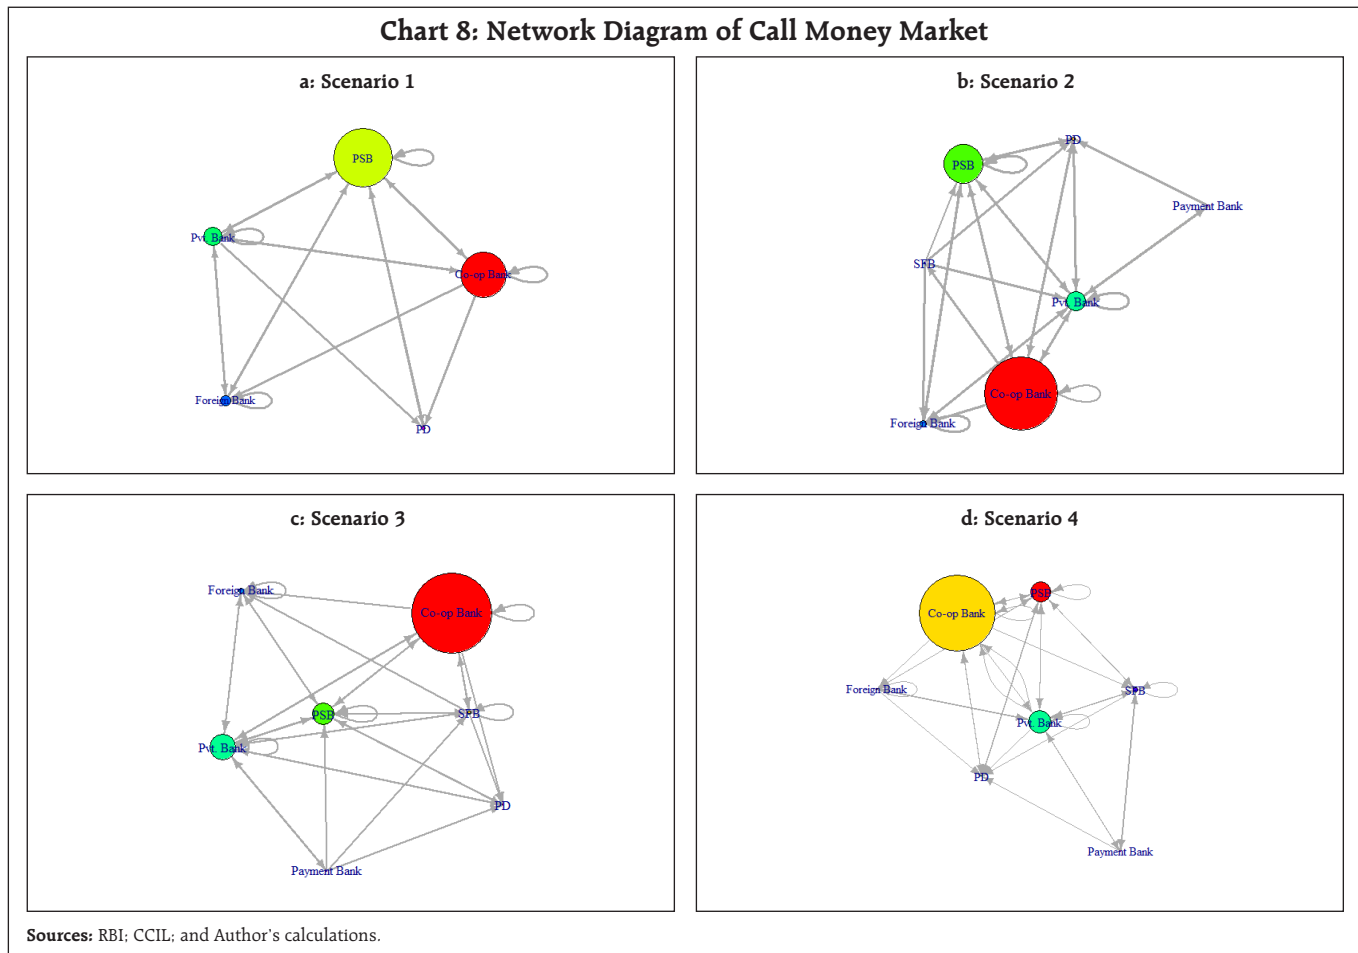 Chart 8: Network Diagram of Call Money Market
a: Scenario 1
PSB
Pvt. Bank
Co-op Bank
Foreign Bank
PD
b: Scenario 2
PD
PSB
Payment Bank
SFB
Pvt. Bank
Co-op Bank
Foreign Bank
c: Scenario 3
Foreign Bank
Co-op Bank
PSB
SFB
Pvt. Bank
PD
Payment Bank
d: Scenario 4
PSB
Co-op Bank
Foreign Bank
SFB
Pvt. Bank
PD
Payment Bank
Sources: RBI; CCIL; and Author's calculations.